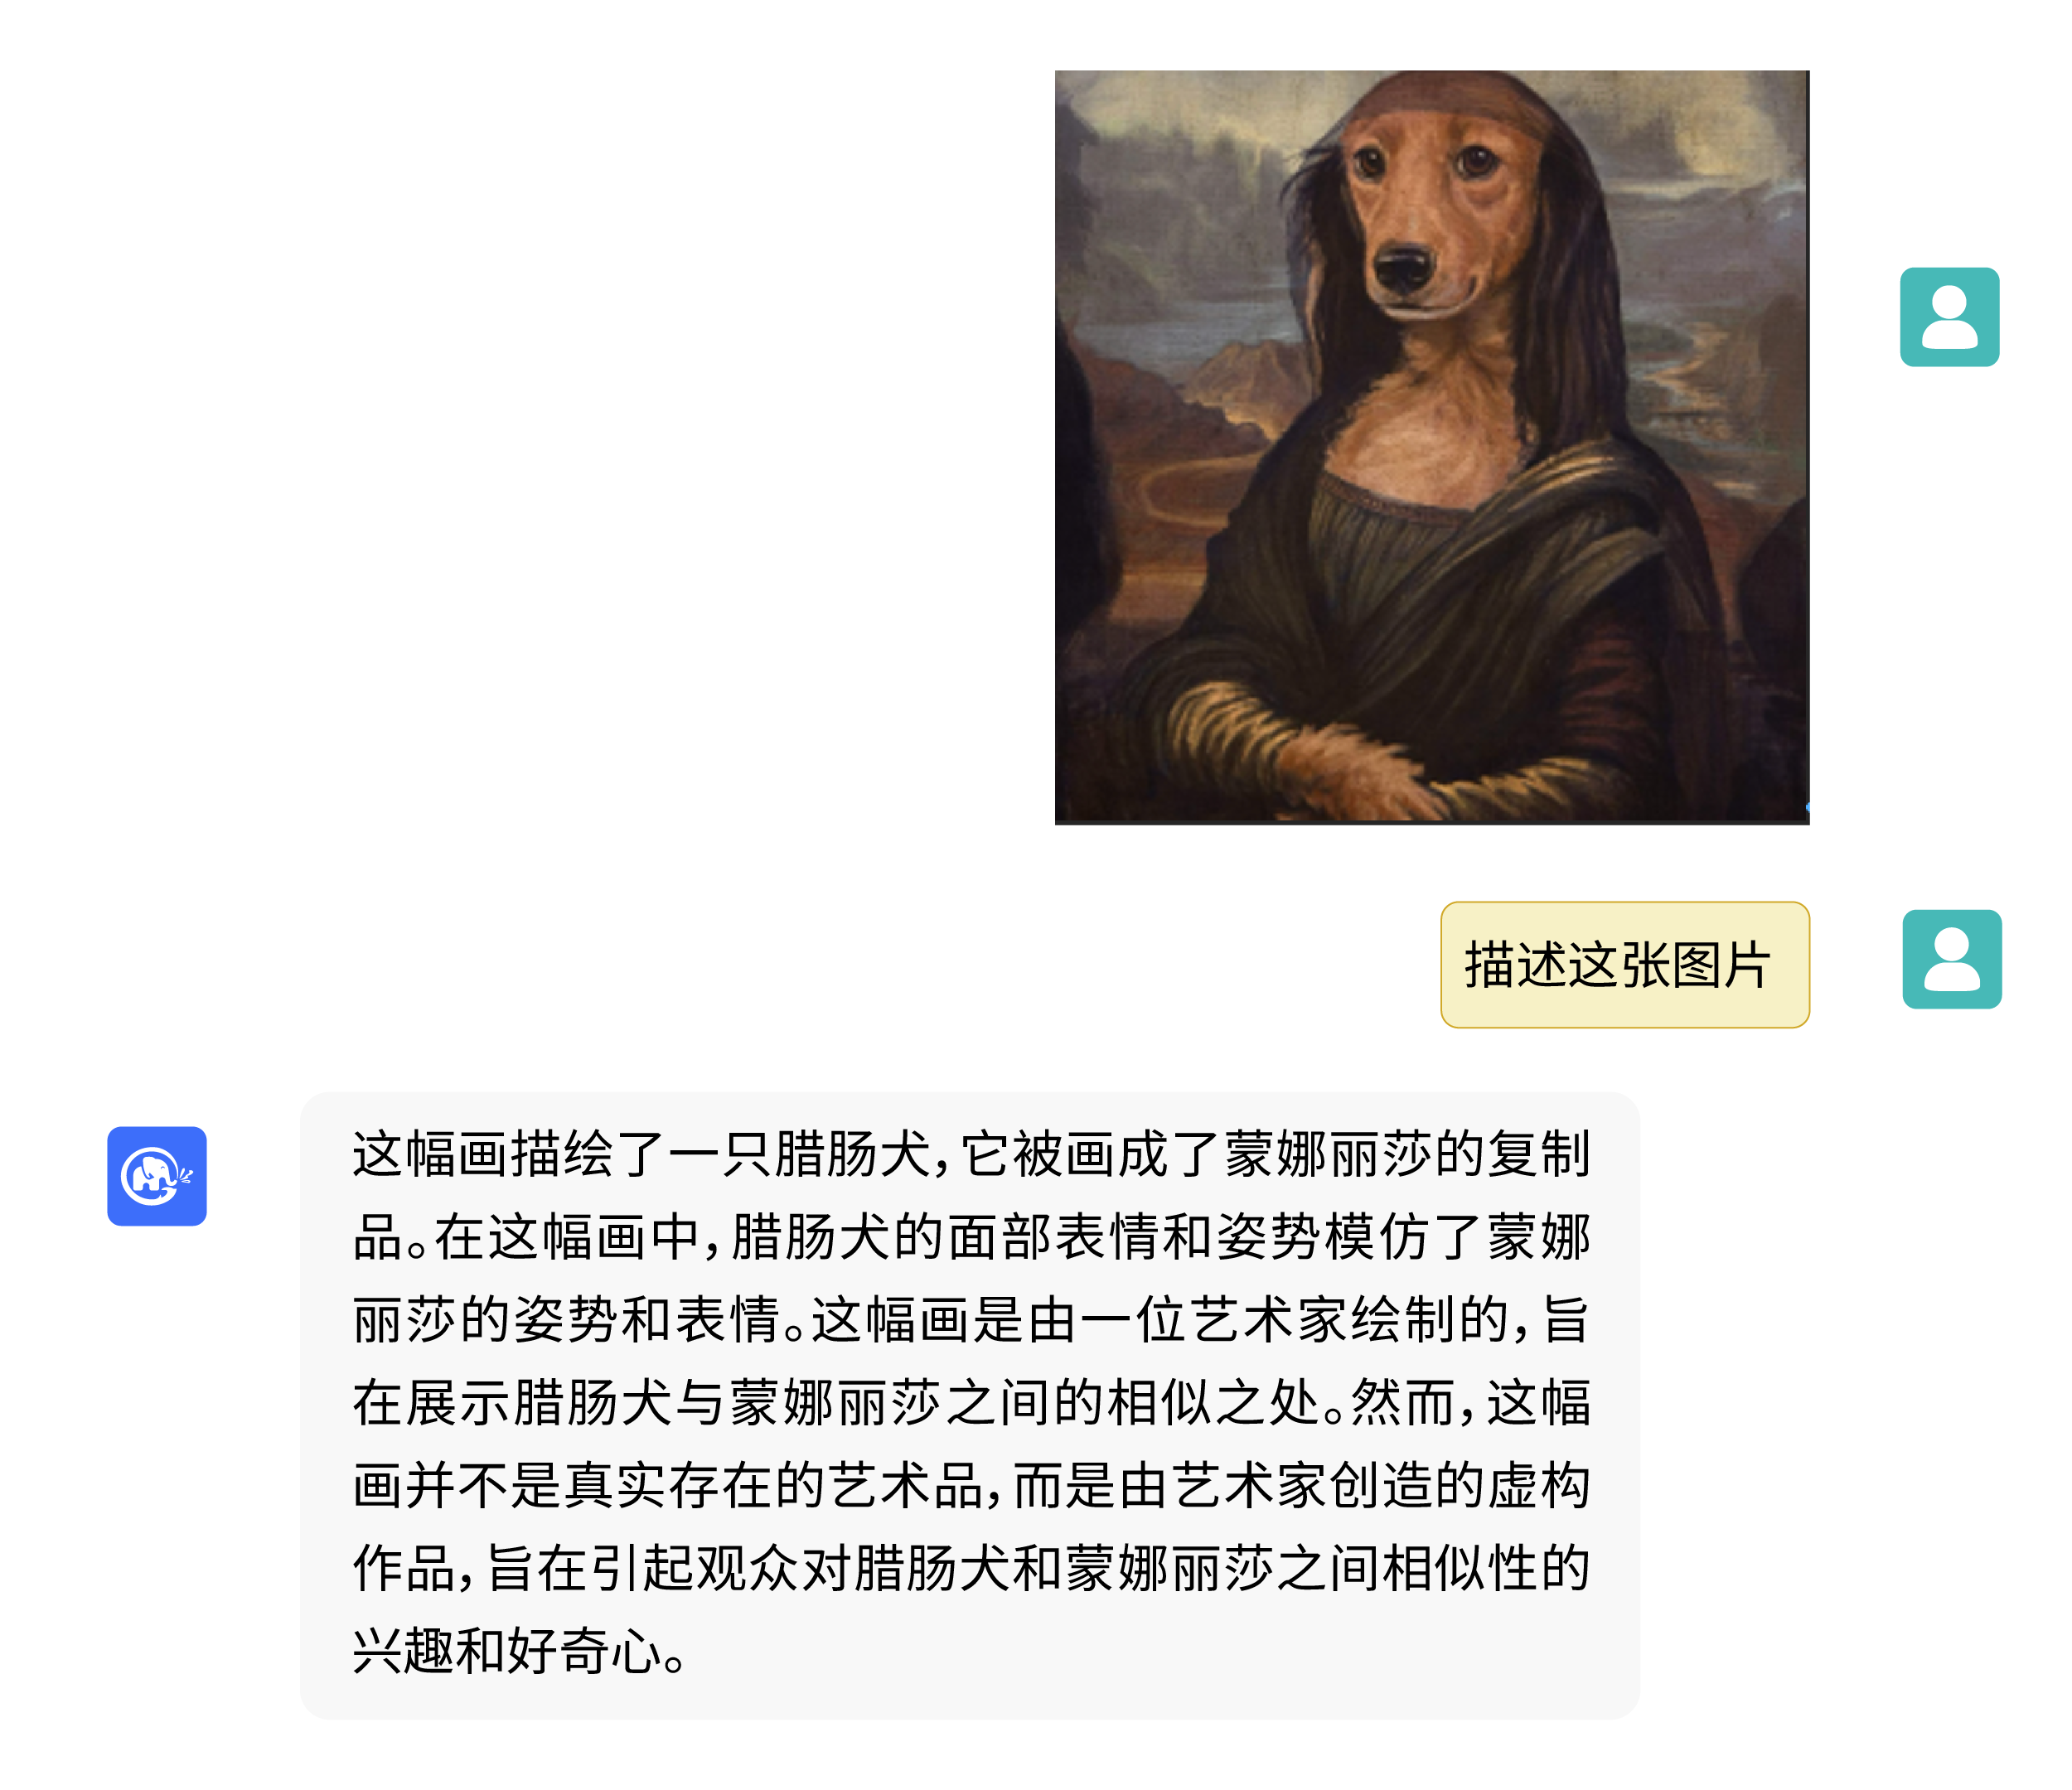 描述这张图片
这幅画描绘了一只腊肠犬，它被画成了蒙娜丽莎的复制
品。在这幅画中，腊肠犬的面部表情和姿势模仿了蒙娜
丽莎的姿势和表情。这幅画是由一位艺术家绘制的，旨
在展示腊肠犬与蒙娜丽莎之间的相似之处。然而，这幅
画并不是真实存在的艺术品，而是由艺术家创造的虚构
作品，旨在引起观众对腊肠犬和蒙娜丽莎之间相似性的
兴趣和好奇心。